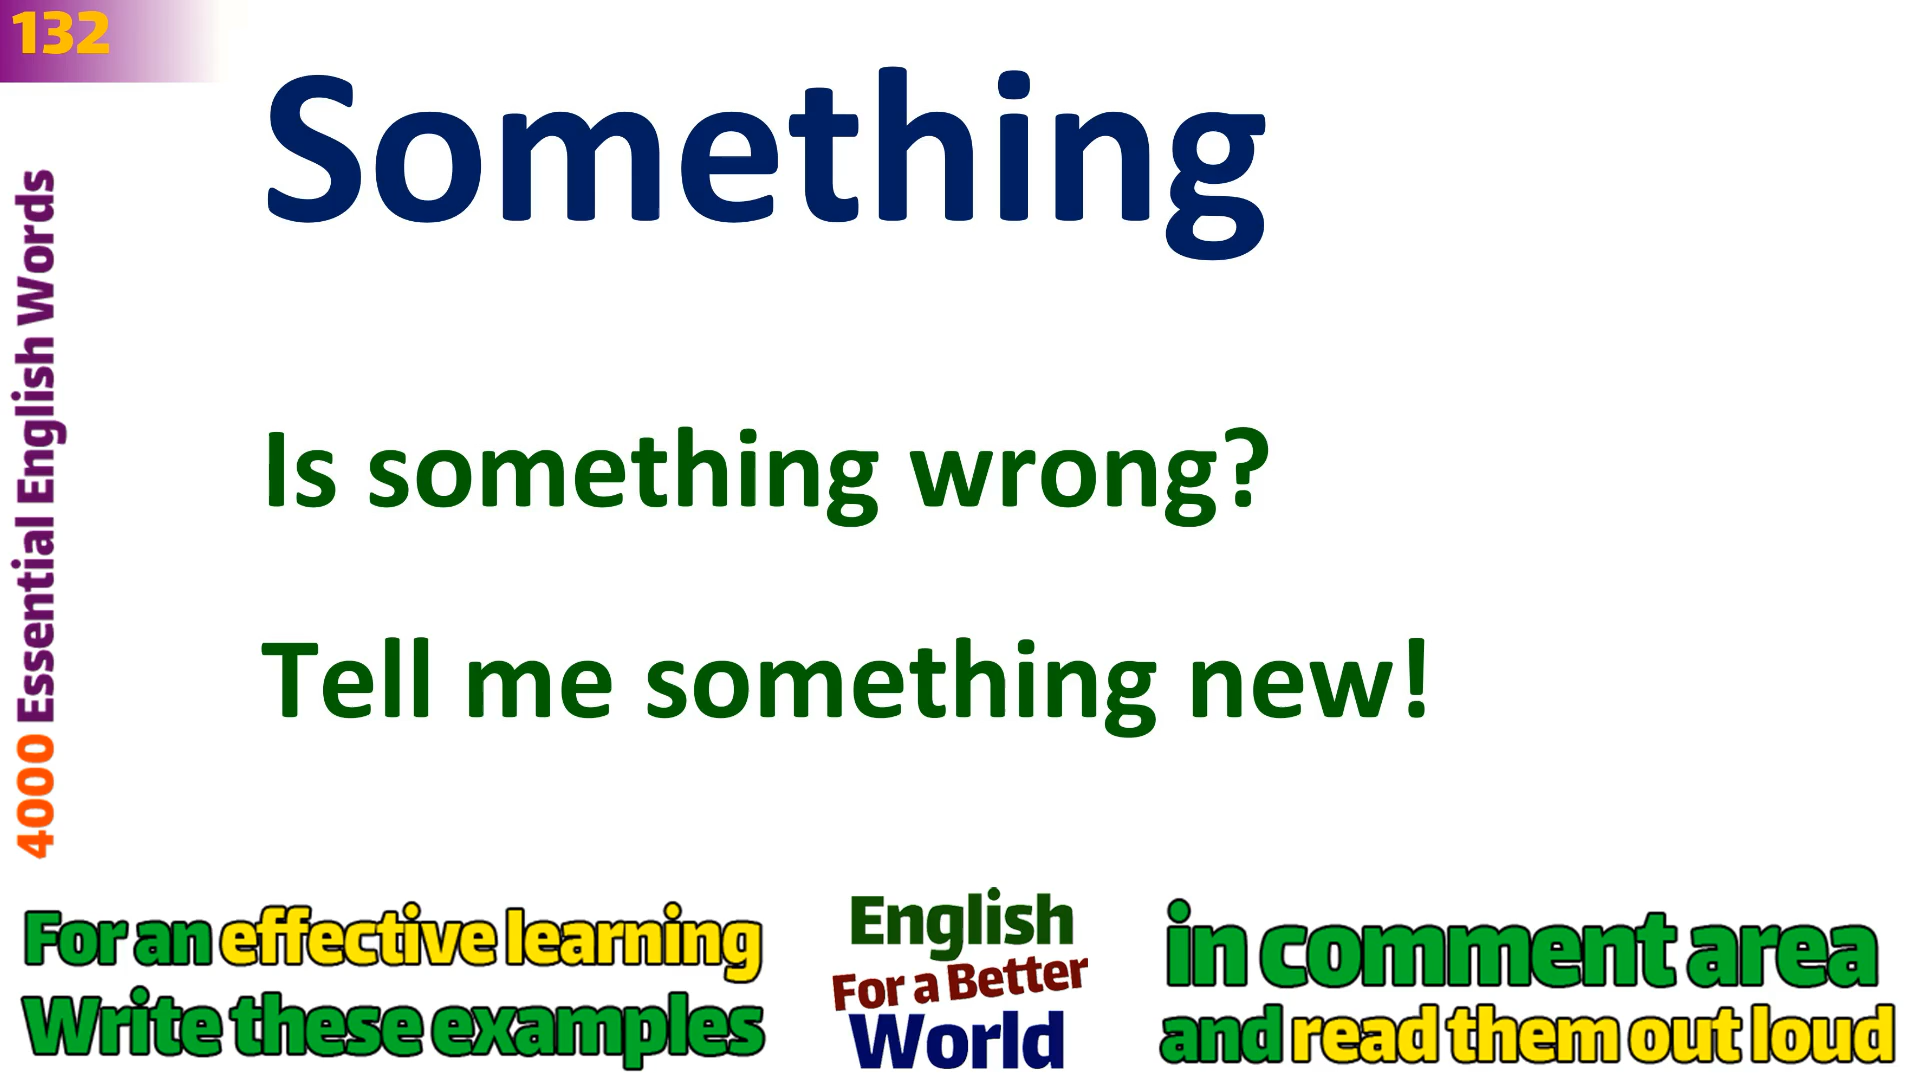 132
Something
4000 Essential English Words
Is something wrong?
Tell me something new!
For an effective learning
Write these examples
English
For a Better
World
in comment area
and read them out loud